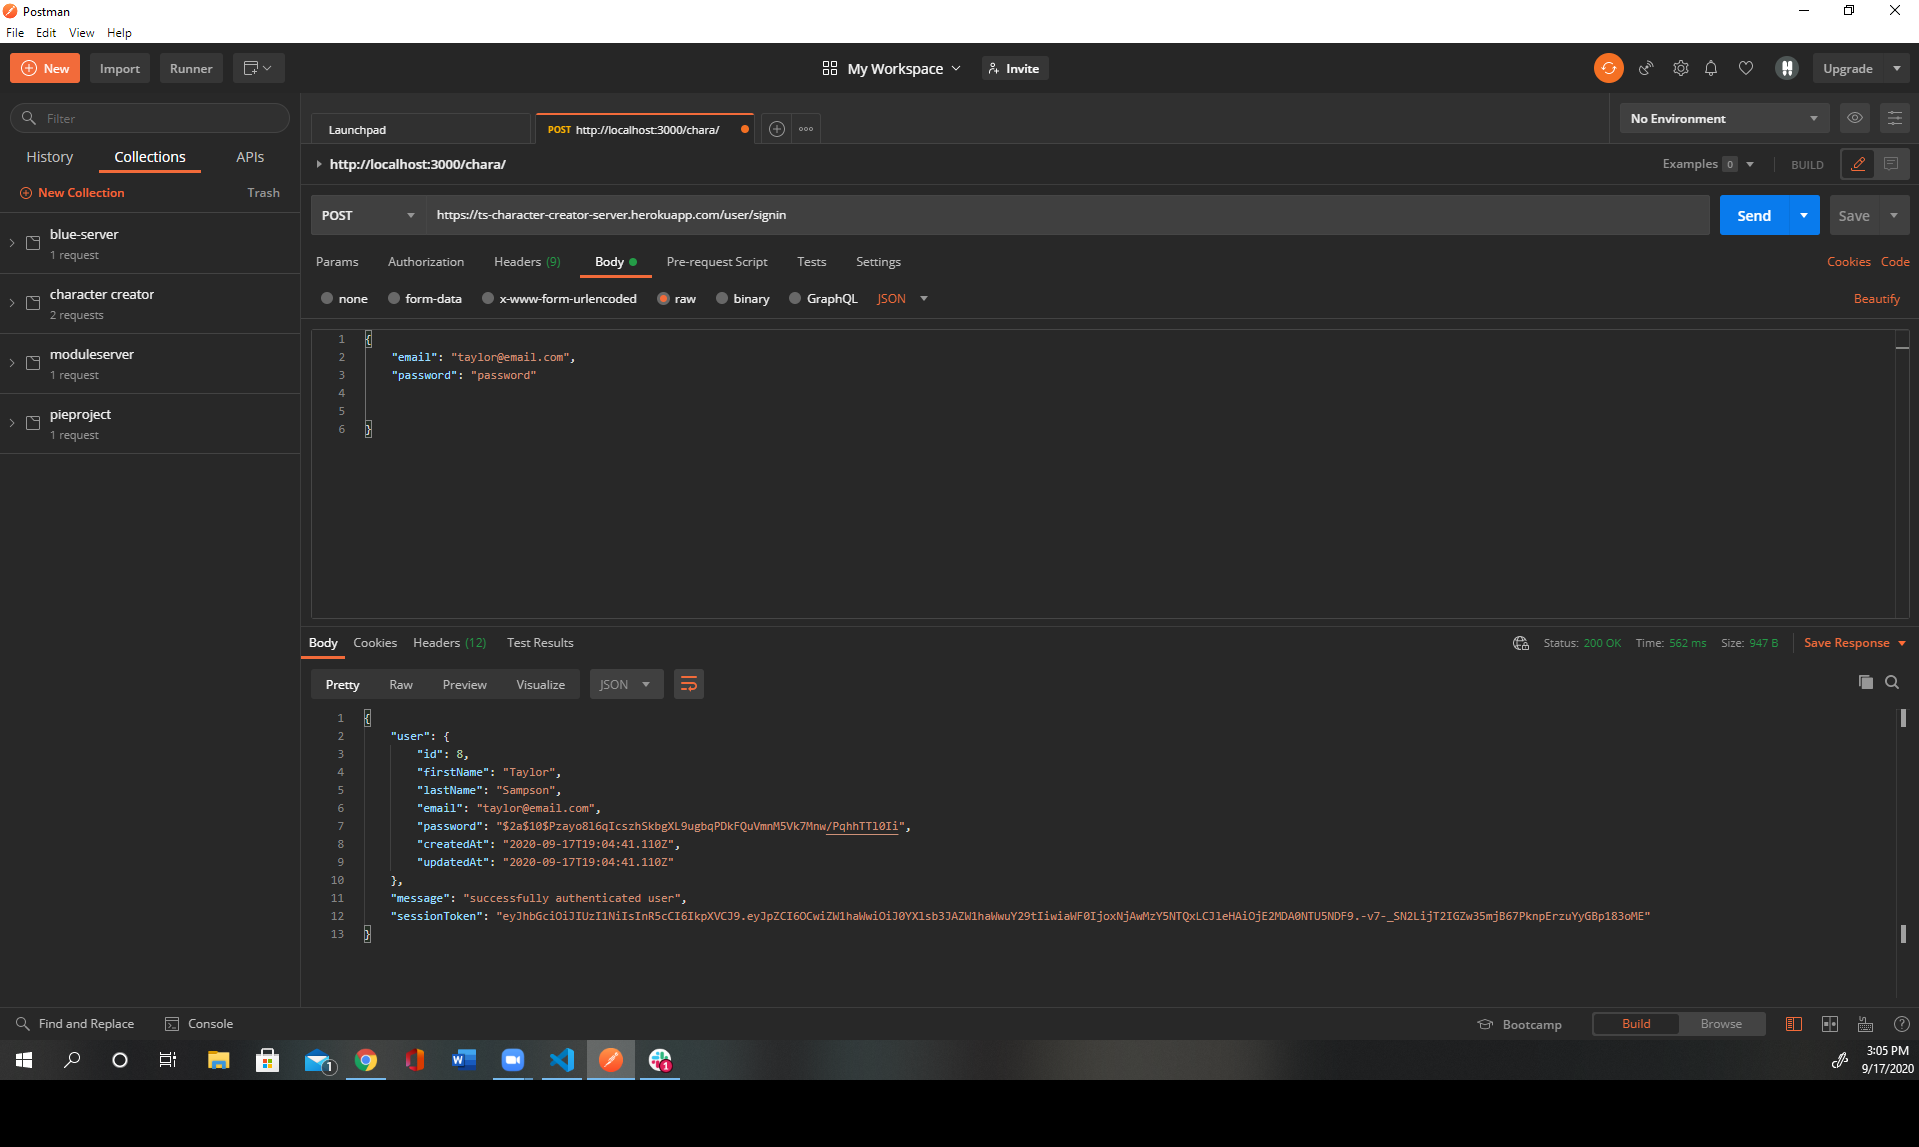 Postman
File Edit View Help
New Import Runner My Workspace Invite Upgrade
Filter
Launchpad POST http://localhost:3000/chara/ No Environment
History Collections APIs
http://localhost:3000/chara/ Examples 0 BUILD
New Collection Trash
POST https://ts-character-creator-server.herokuapp.com/user/signin Send Save
blue-server
1 request
Params Authorization Headers (9) Body Pre-request Script Tests Settings Cookies Code
character creator
2 requests
none form-data x-www-form-urlencoded raw binary GraphQL JSON Beautify
moduleserver
1 request
pieproject
1 request
1 {
2 "email": "taylor@email.com",
3 "password": "password"
4
5
6 }
Body Cookies Headers (12) Test Results Status: 200 OK Time: 562 ms Size: 947 B Save Response
Pretty Raw Preview Visualize JSON
1 {
2 "user": {
3 "id": 8,
4 "firstName": "Taylor",
5 "lastName": "Sampson",
6 "email": "taylor@email.com",
7 "password": "$2a$10$Pzayo8l6qIcszhSkbgXL9ugbqPDkFQuVmnM5Vk7Mnw/PqhhTTl0Ii",
8 "createdAt": "2020-09-17T19:04:41.110Z",
9 "updatedAt": "2020-09-17T19:04:41.110Z"
10 },
11 "message": "successfully authenticated user",
12 "sessionToken": "eyJhbGciOiJIUzI1NiIsInR5cCI6IkpXVCJ9.eyJpZCI6OCwiZW1haWwiOiJ0YXlsb3JAZW1haWwuY29tIiwiaWF0IjoxNjAwMzY5NTQxLCJleHAiOjE2MDA0NTU5NDF9.-v7-_SN2LijT2IGZw35mjB67PknpErzuYyGBp183oME"
13 }
Find and Replace Console Bootcamp Build Browse
1
1
3:05 PM
9/17/2020